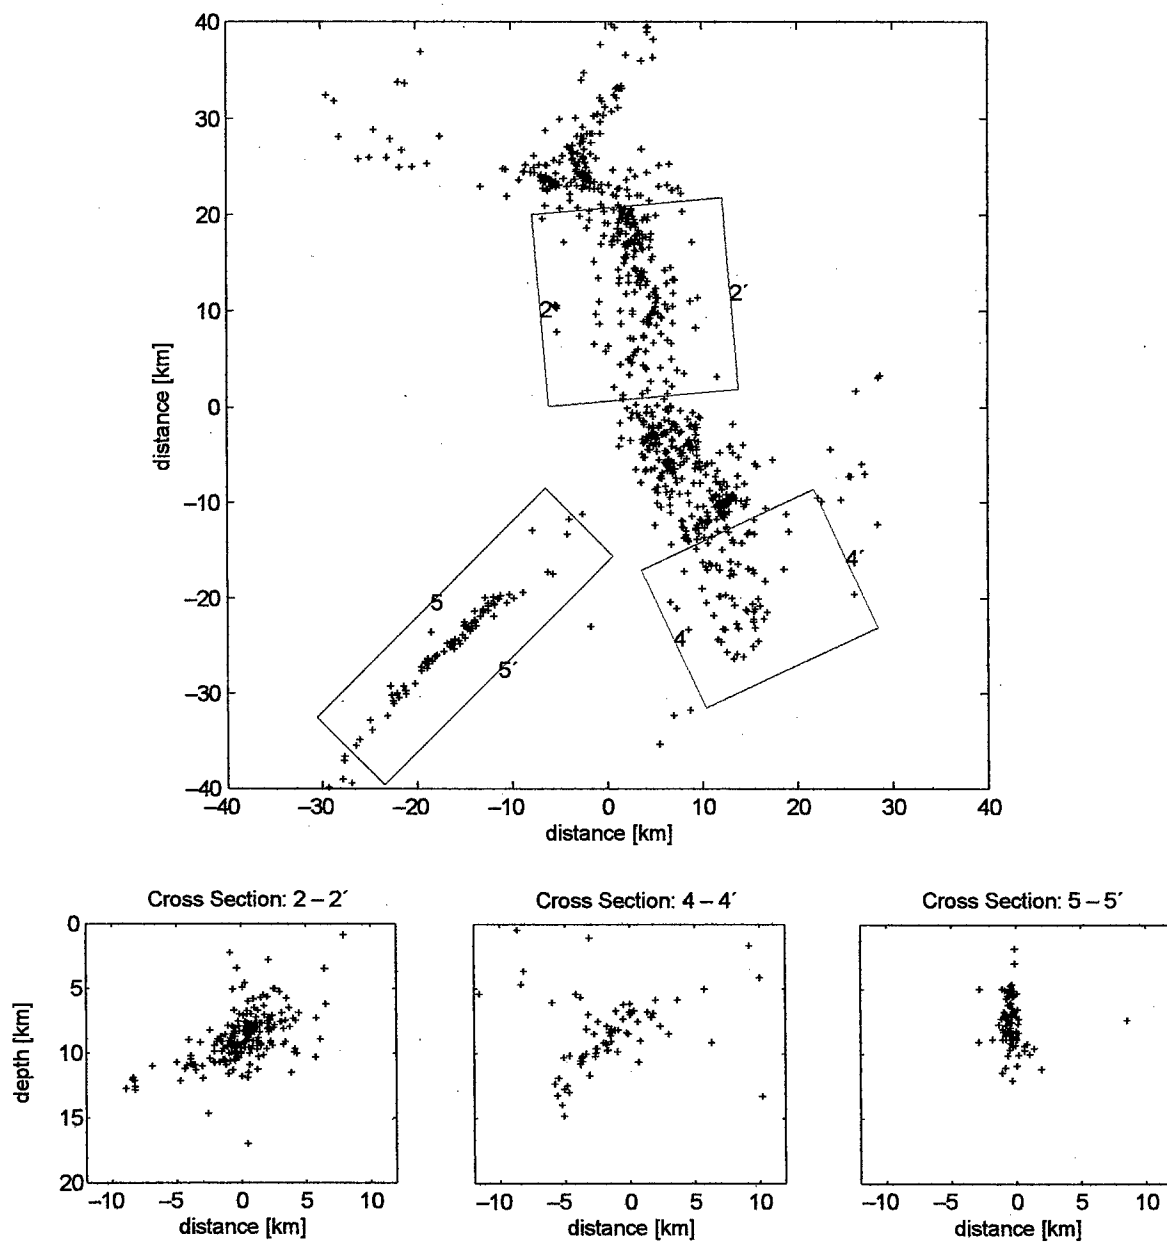 40
30
20
10
0
−10
−20
−30
−40
distance [km]
2
2´
4
4´
5
5´
−40 −30 −20 −10 0 10 20 30 40
distance [km]
Cross Section: 2 – 2´
Cross Section: 4 – 4´
Cross Section: 5 – 5´
0
5
10
15
20
depth [km]
−10 −5 0 5 10
distance [km]
−10 −5 0 5 10
distance [km]
−10 −5 0 5 10
distance [km]